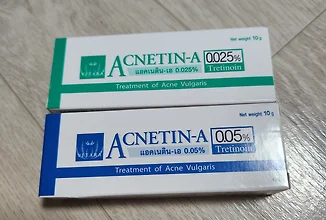 Net weight 10 g
ACNETIN-A 0.025%
แอคเนติน-เอ 0.025% Tretinoin
VITARA
Treatment of Acne Vulgaris
Net weight 10 g
ACNETIN-A 0.05%
แอคเนติน-เอ 0.05% Tretinoin
VITARA
Treatment of Acne Vulgaris